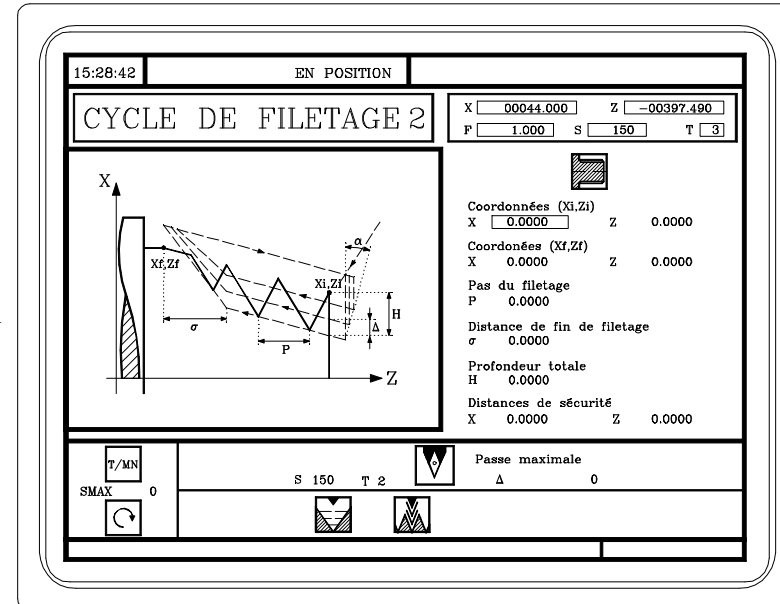 15:28:42 EN POSITION
CYCLE DE FILETAGE 2
X 00044.000 Z -00397.490
F 1.000 S 150 T 3
X
α
Xf,Zf
Xi,Zi
H
Δ
σ
P
Z
Coordonnées (Xi,Zi)
X 0.0000 Z 0.0000
Coordonées (Xf,Zf)
X 0.0000 Z 0.0000
Pas du filetage
P 0.0000
Distance de fin de filetage
σ 0.0000
Profondeur totale
H 0.0000
Distances de sécurité
X 0.0000 Z 0.0000
T/MN
SMAX 0
S 150 T 2
Passe maximale
Δ 0